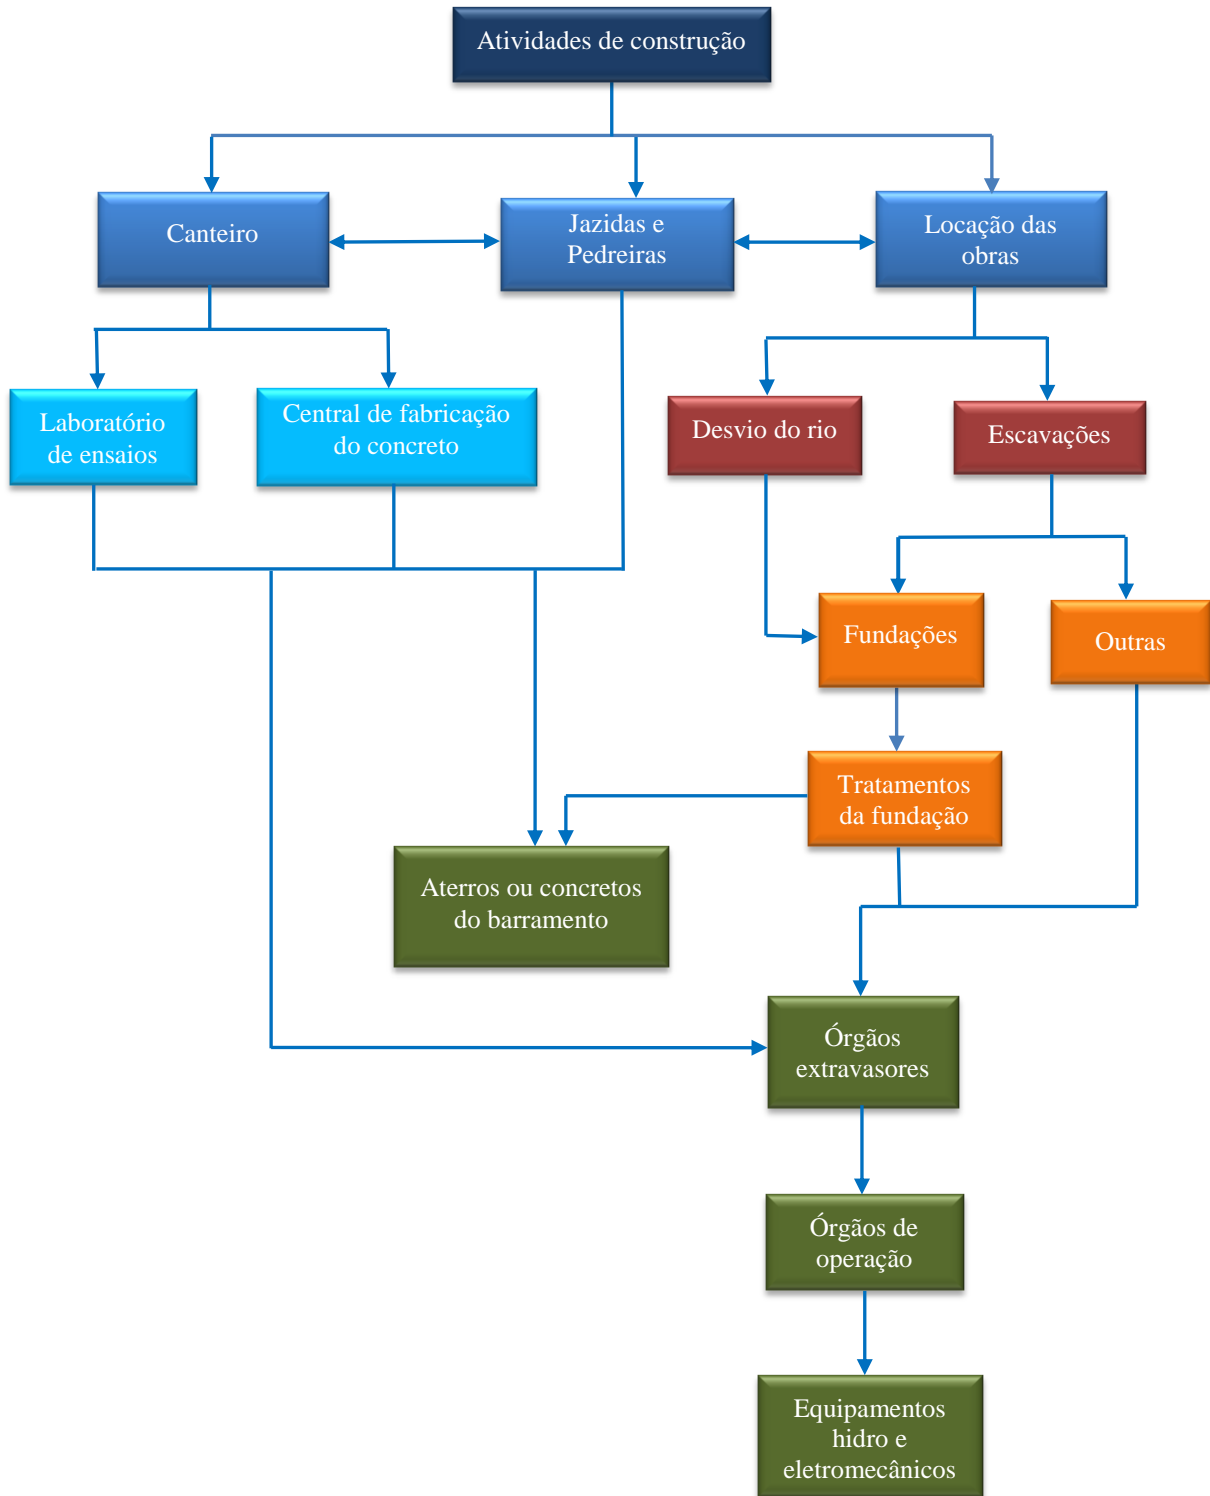 Atividades de construção
Canteiro
Jazidas e
Pedreiras
Locação das
obras
Laboratório
de ensaios
Central de fabricação
do concreto
Desvio do rio
Escavações
Fundações
Outras
Tratamentos
da fundação
Aterros ou concretos
do barramento
Órgãos
extravasores
Órgãos de
operação
Equipamentos
hidro e
eletromecânicos